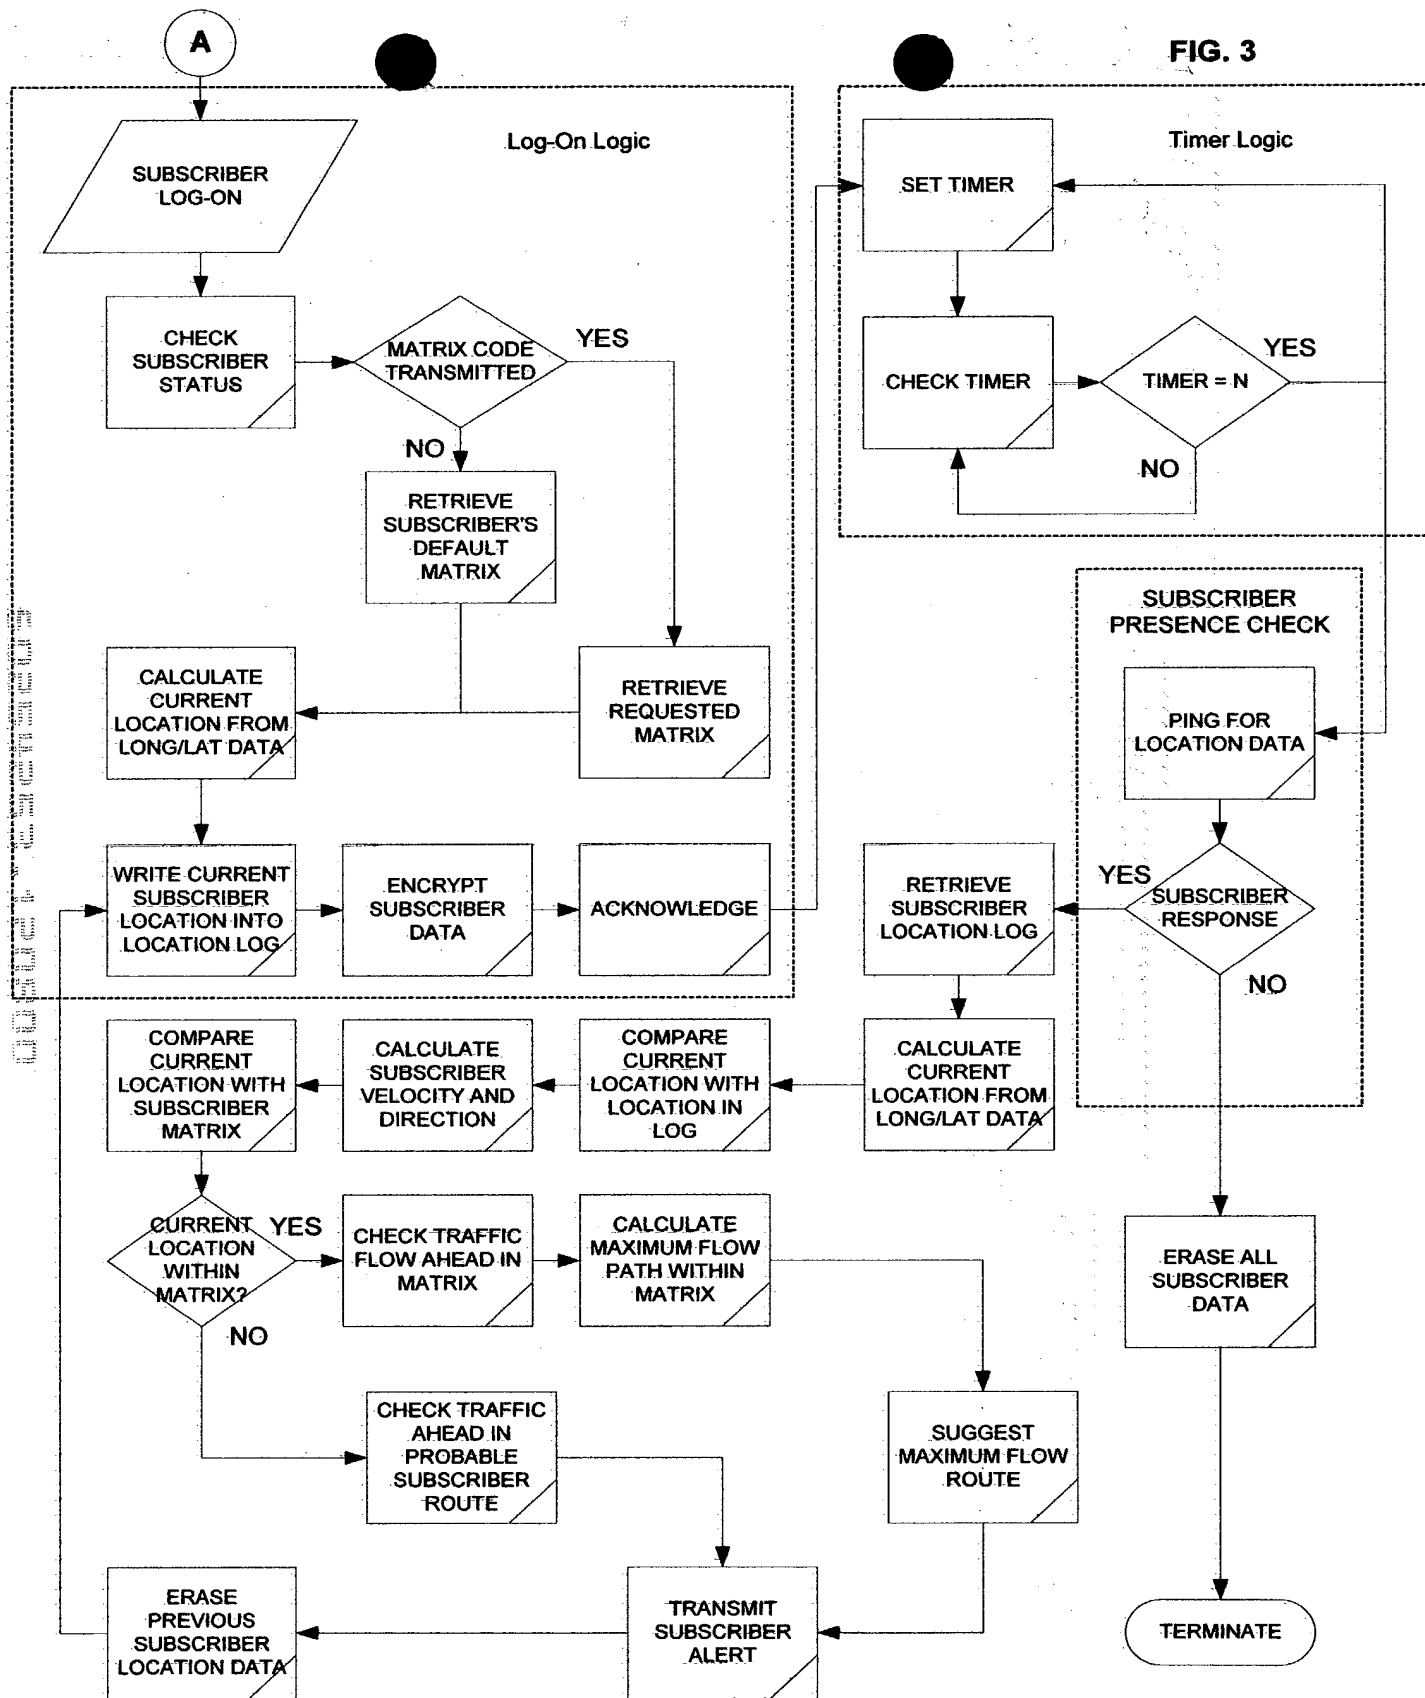 A
FIG. 3
Log-On Logic
Timer Logic
SUBSCRIBER
LOG-ON
SET TIMER
CHECK
SUBSCRIBER
STATUS
MATRIX CODE
TRANSMITTED
YES
NO
CHECK TIMER
TIMER = N
YES
NO
RETRIEVE
SUBSCRIBER'S
DEFAULT
MATRIX
SUBSCRIBER
PRESENCE CHECK
CALCULATE
CURRENT
LOCATION FROM
LONG/LAT DATA
RETRIEVE
REQUESTED
MATRIX
PING FOR
LOCATION DATA
WRITE CURRENT
SUBSCRIBER
LOCATION INTO
LOCATION LOG
ENCRYPT
SUBSCRIBER
DATA
ACKNOWLEDGE
RETRIEVE
SUBSCRIBER
LOCATION LOG
YES
SUBSCRIBER
RESPONSE
NO
COMPARE
CURRENT
LOCATION WITH
SUBSCRIBER
MATRIX
CALCULATE
SUBSCRIBER
VELOCITY AND
DIRECTION
COMPARE
CURRENT
LOCATION WITH
LOCATION IN
LOG
CALCULATE
CURRENT
LOCATION FROM
LONG/LAT DATA
CURRENT
LOCATION
WITHIN
MATRIX?
YES
NO
CHECK TRAFFIC
FLOW AHEAD IN
MATRIX
CALCULATE
MAXIMUM FLOW
PATH WITHIN
MATRIX
ERASE ALL
SUBSCRIBER
DATA
CHECK TRAFFIC
AHEAD IN
PROBABLE
SUBSCRIBER
ROUTE
SUGGEST
MAXIMUM FLOW
ROUTE
ERASE
PREVIOUS
SUBSCRIBER
LOCATION DATA
TRANSMIT
SUBSCRIBER
ALERT
TERMINATE